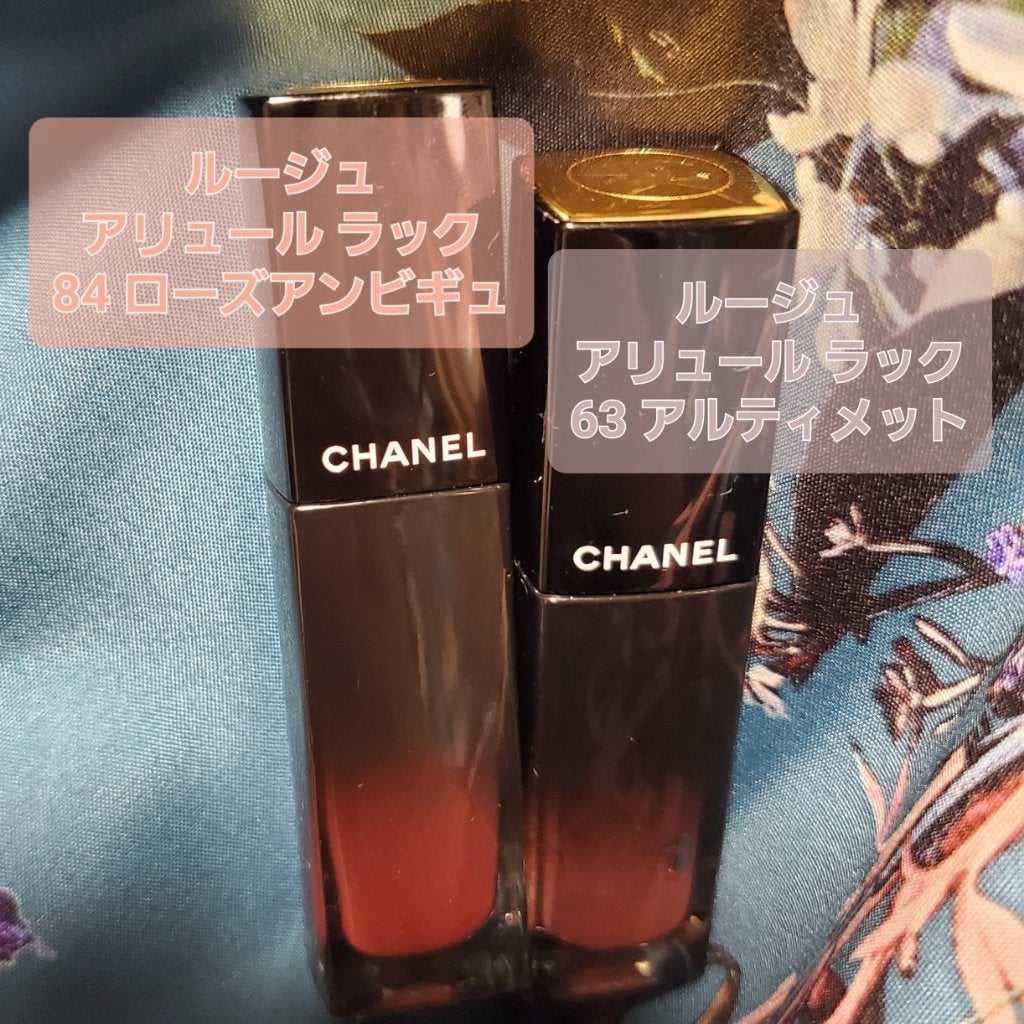 ルージュ
アリュール ラック
84 ローズアンビギュ
ルージュ
アリュール ラック
63 アルティメット
CHANEL
CHANEL